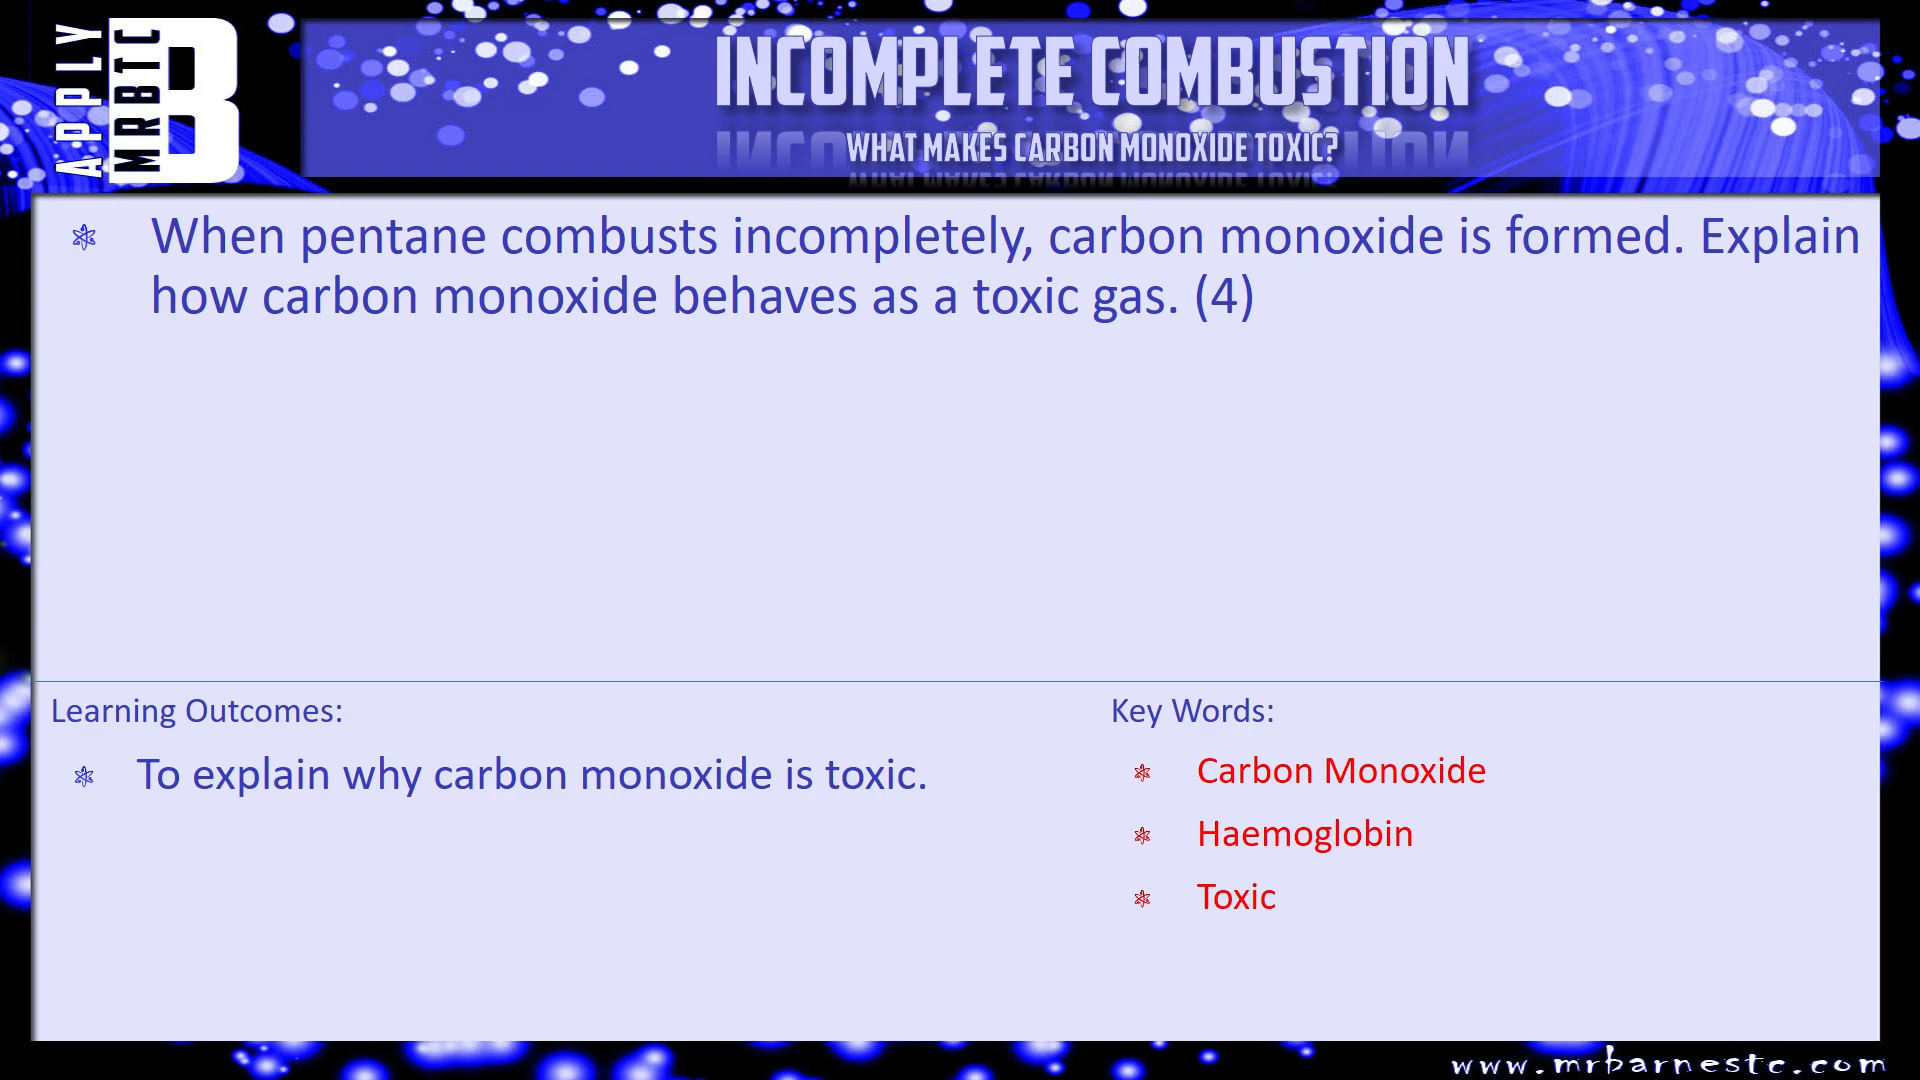 APPLY
MRBTC
B
INCOMPLETE COMBUSTION
WHAT MAKES CARBON MONOXIDE TOXIC?
When pentane combusts incompletely, carbon monoxide is formed. Explain
how carbon monoxide behaves as a toxic gas. (4)
Learning Outcomes:
To explain why carbon monoxide is toxic.
Key Words:
Carbon Monoxide
Haemoglobin
Toxic
www.mrbarnestc.com